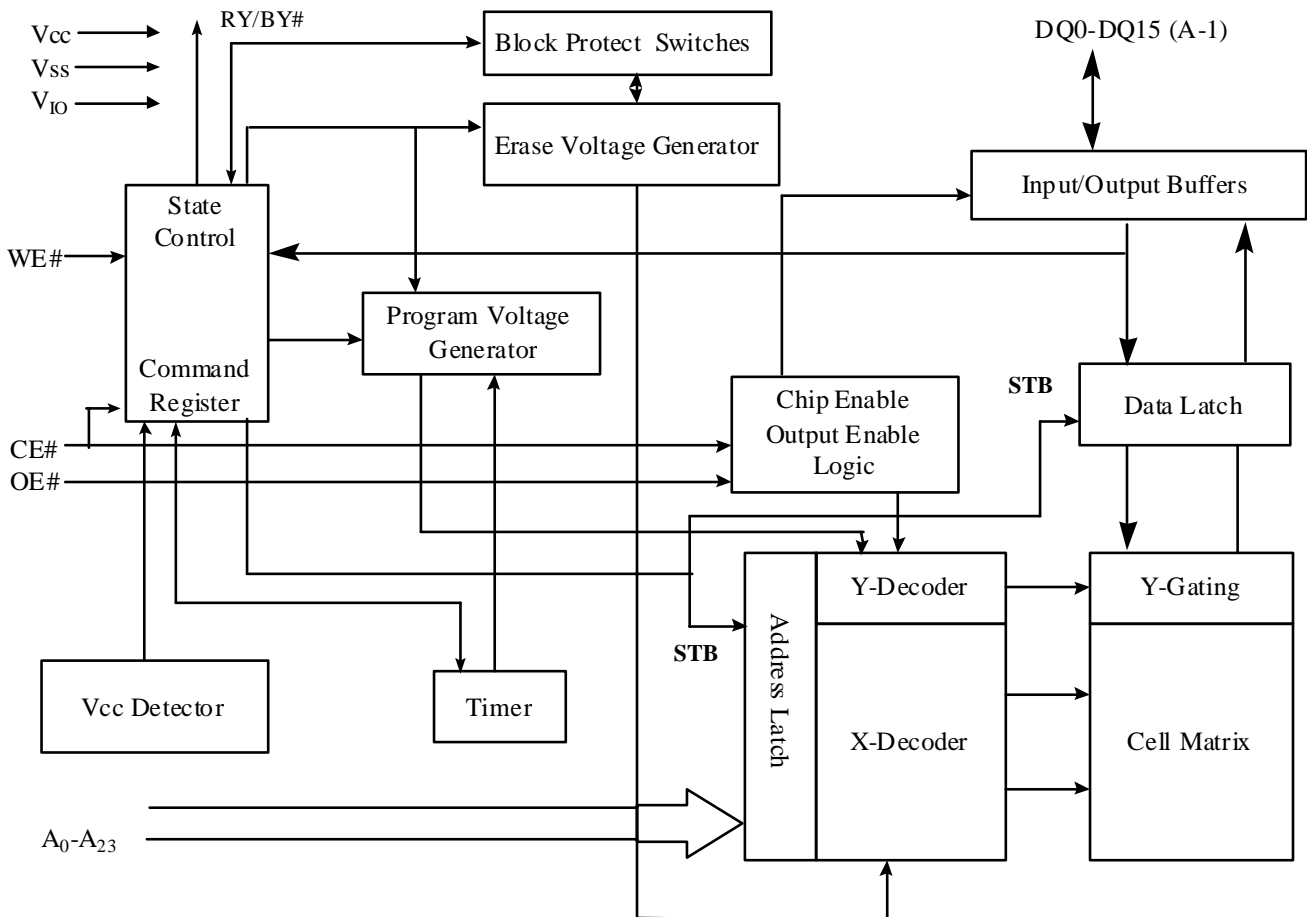 Vcc
Vss
V_IO
RY/BY#
Block Protect Switches
DQ0-DQ15 (A-1)
Erase Voltage Generator
Input/Output Buffers
State
Control
WE#
Program Voltage
Generator
Command
Register
STB
Chip Enable
Output Enable
Logic
Data Latch
CE#
OE#
Y-Decoder
Y-Gating
Address Latch
STB
Vcc Detector
Timer
X-Decoder
Cell Matrix
A0-A23